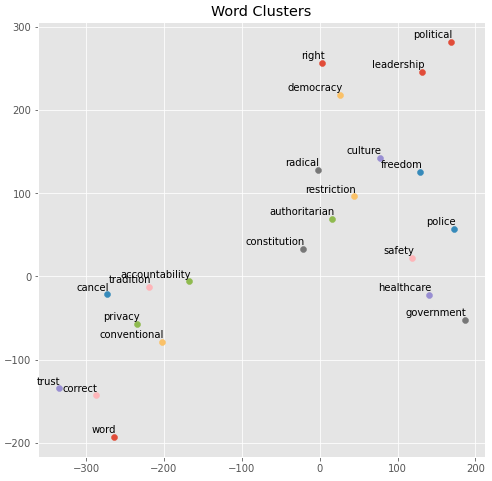 Word Clusters
300
political
right
leadership
democracy
200
culture
radical
freedom
100
restriction
authoritarian
police
constitution
safety
0
accountability
tradition
cancel
healthcare
privacy
government
conventional
−100
trust
correct
word
−200
−300 −200 −100 0 100 200